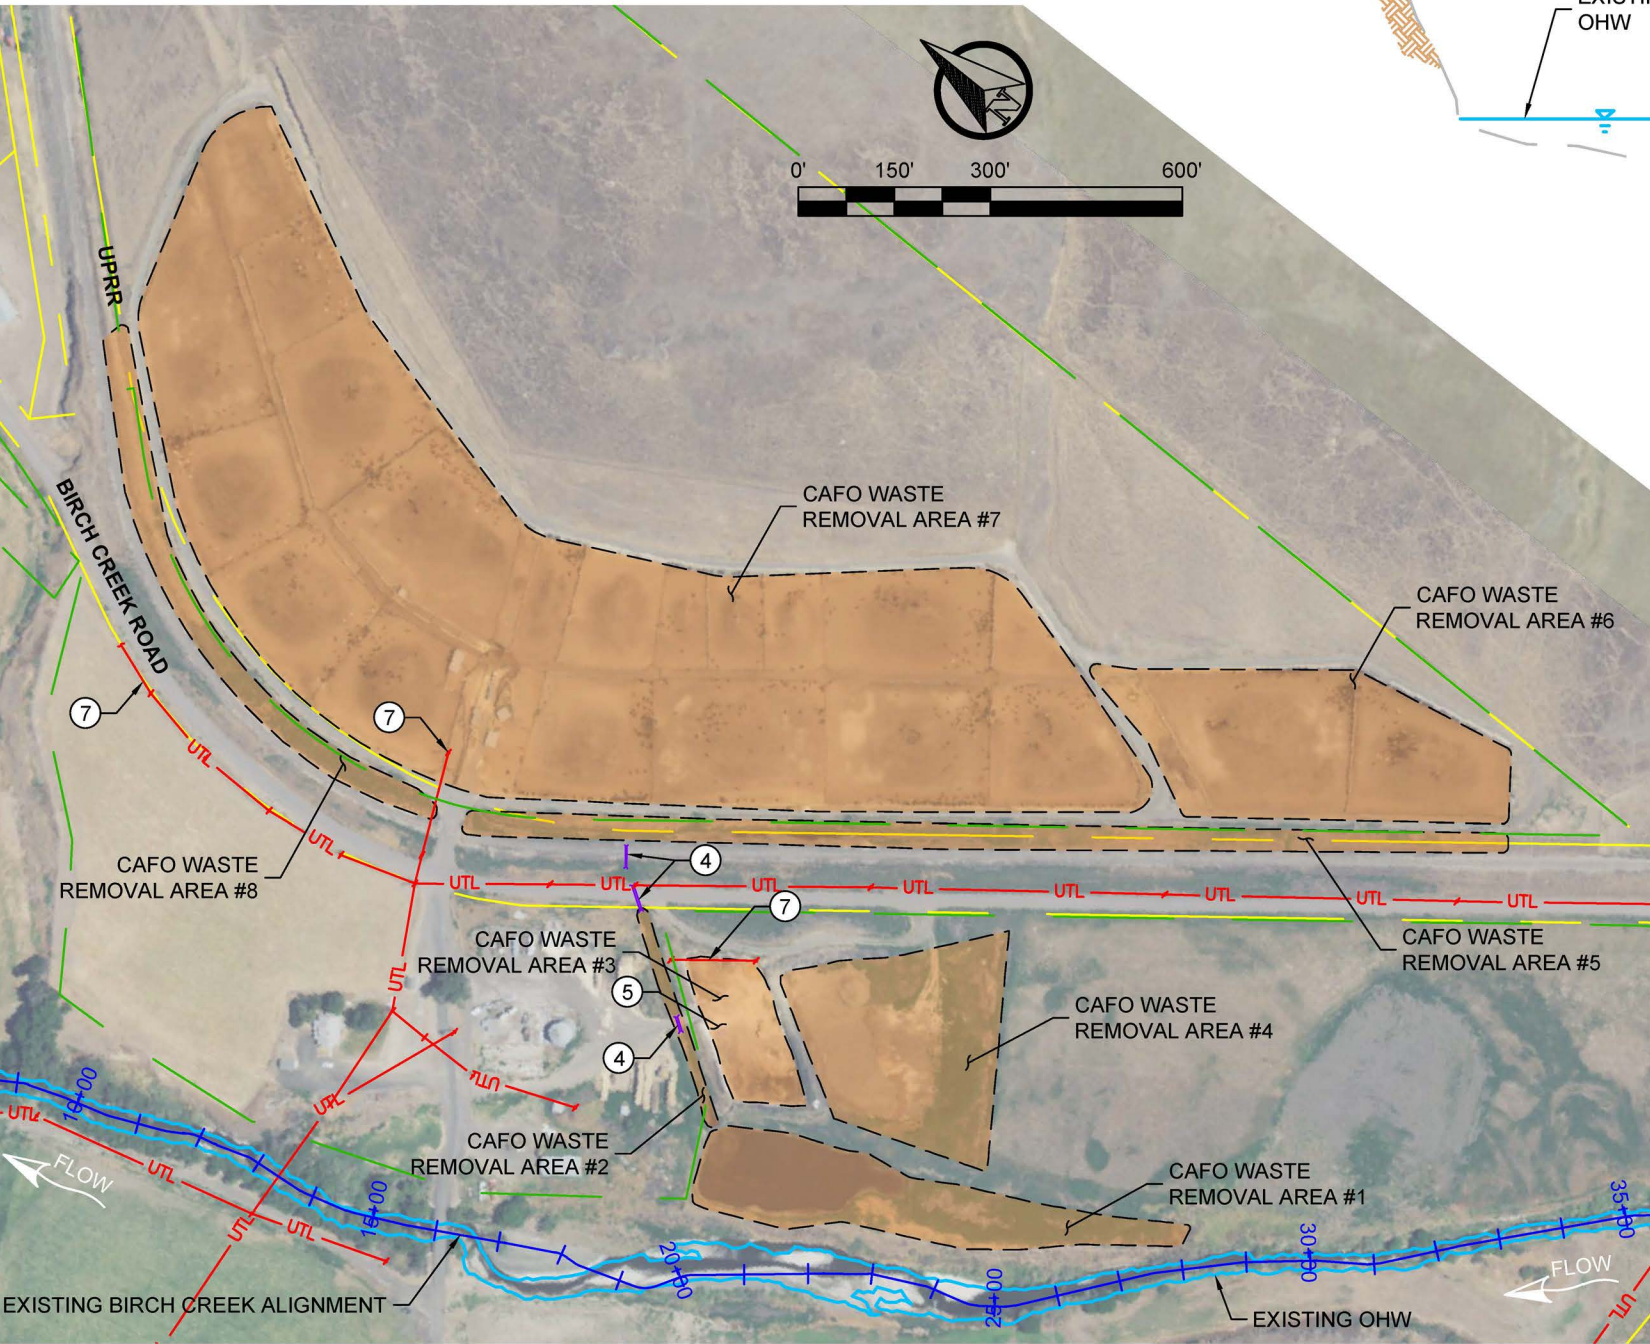 OHW
0' 150' 300' 600'
UPRR
BIRCH CREEK ROAD
CAFO WASTE
REMOVAL AREA #7
CAFO WASTE
REMOVAL AREA #6
7
7
UTL
UTL
CAFO WASTE
REMOVAL AREA #8
4
UTL UTL UTL UTL UTL UTL UTL UTL
7
CAFO WASTE
REMOVAL AREA #3
CAFO WASTE
REMOVAL AREA #5
5
UTL
CAFO WASTE
REMOVAL AREA #4
4
UTL
UTL
10+00
UTL
CAFO WASTE
REMOVAL AREA #2
FLOW
UTL
CAFO WASTE
REMOVAL AREA #1
15+00
UTL
UTL
20+00
25+00
30+00
35+00
FLOW
UTL
EXISTING BIRCH CREEK ALIGNMENT
EXISTING OHW